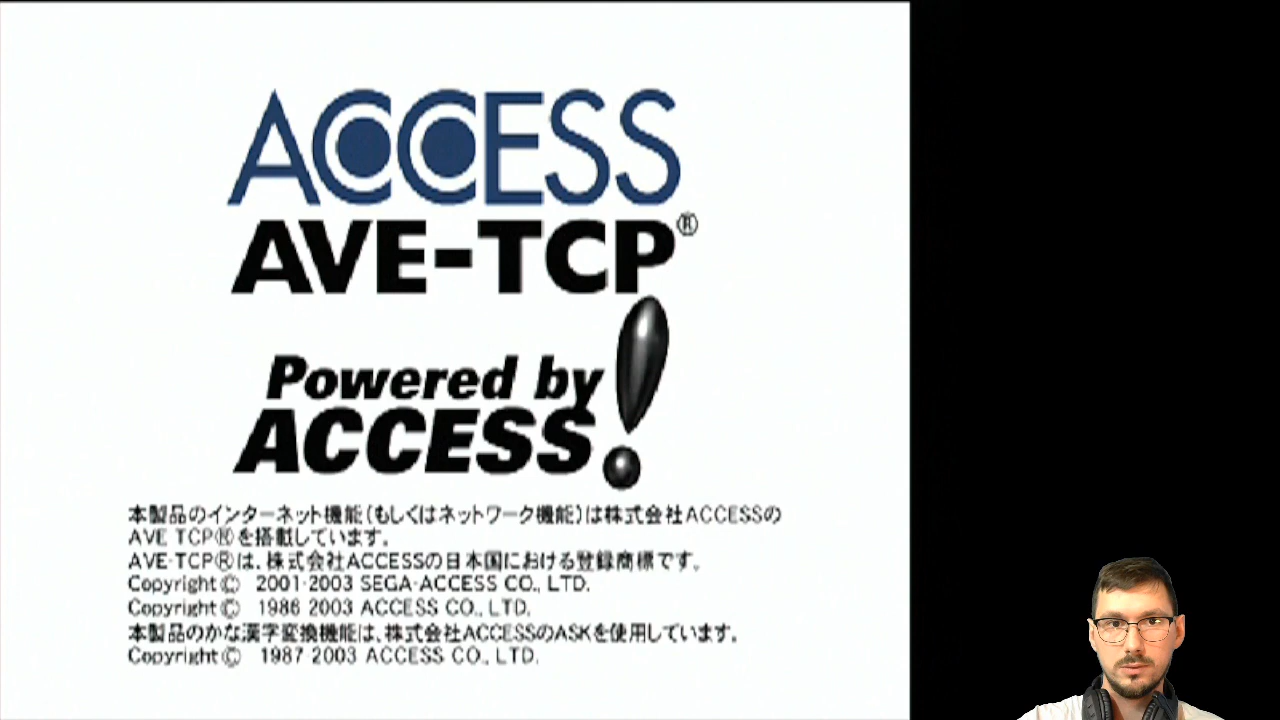 ACCESS
AVE-TCP®
Powered by
ACCESS!
本製品のインターネット機能(もしくはネットワーク機能)は株式会社ACCESSの
AVE TCP®を搭載しています。
AVE-TCP®は、株式会社ACCESSの日本国における登録商標です。
Copyright© 2001-2003 SEGA-ACCESS CO., LTD.
Copyright© 1986 2003 ACCESS CO., LTD.
本製品のかな漢字変換機能は、株式会社ACCESSのASKを使用しています。
Copyright© 1987 2003 ACCESS CO., LTD.